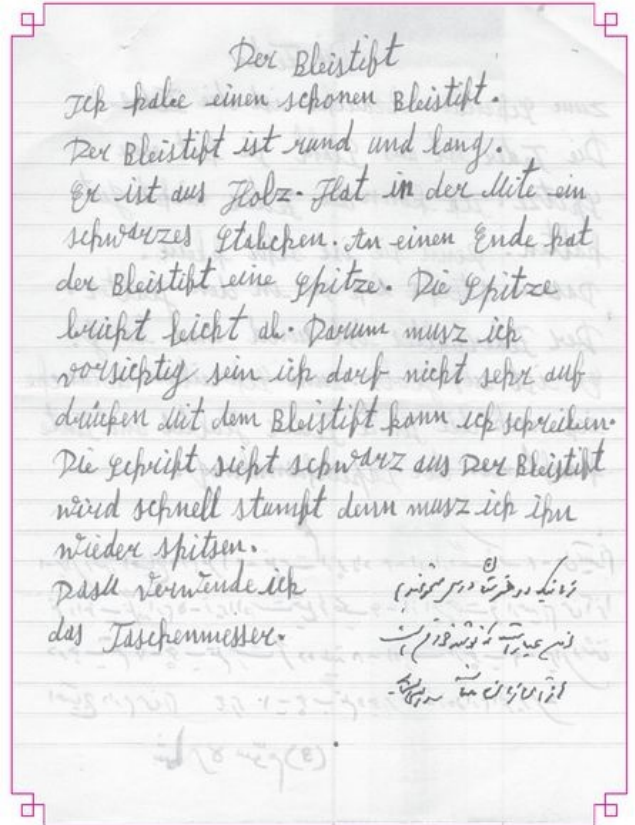 Der Bleistift
Ich habe einen schonen Bleistift.
Der Bleistift ist rund und lang.
Er ist aus Holz. Hat in der Mite ein
schwarzes Stabchen. An einen Ende hat
der Bleistift eine Spitze. Die Spitze
bricht leicht ab. Darum musz ich
vorsichtig sein ich darf nicht sehr auf
drücken Mit dem Bleistift kann ich schreiben.
Die Schrift sieht schwarz aus Der Bleistift
wird schnell stumpf denn musz ich ihn
wieder spitsen.
Dasu verwende ich
das Taschenmesser.